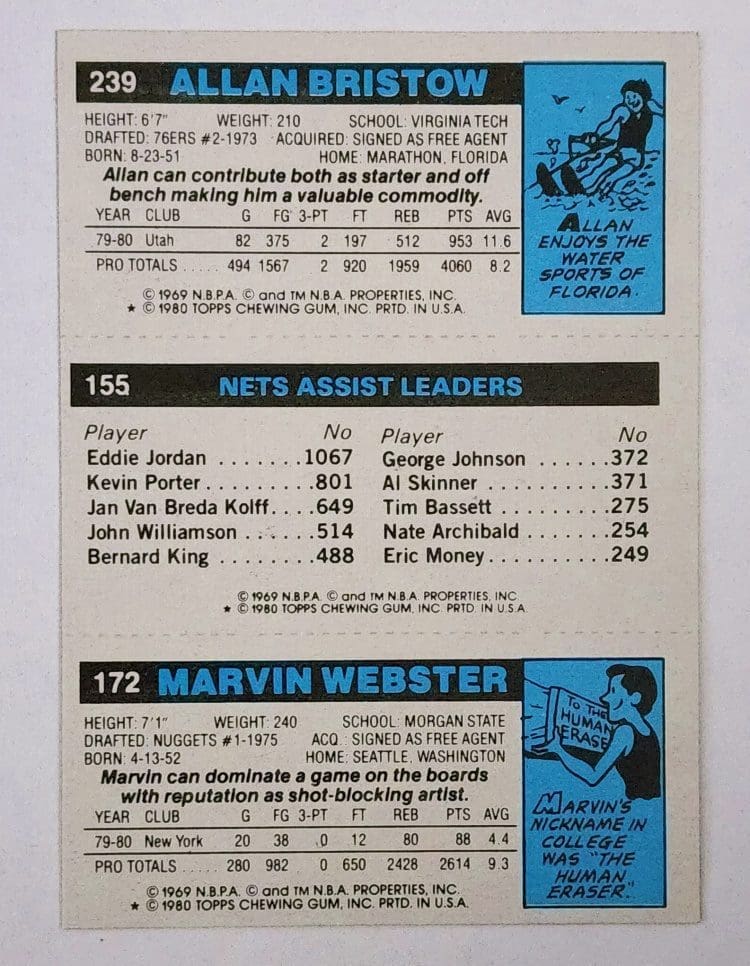 239 ALLAN BRISTOW
HEIGHT: 6'7" WEIGHT: 210 SCHOOL: VIRGINIA TECH
DRAFTED: 76ERS #2-1973 ACQUIRED: SIGNED AS FREE AGENT
BORN: 8-23-51 HOME: MARATHON, FLORIDA
Allan can contribute both as starter and off
bench making him a valuable commodity.
YEAR CLUB G FG 3-PT FT REB PTS AVG
79-80 Utah 82 375 2 197 512 953 11.6
PRO TOTALS ..... 494 1567 2 920 1959 4060 8.2
© 1969 N.B.P.A. © and TM N.B.A. PROPERTIES, INC.
★ © 1980 TOPPS CHEWING GUM, INC. PRTD. IN U.S.A.
ALLAN
ENJOYS THE
WATER
SPORTS OF
FLORIDA.
155 NETS ASSIST LEADERS
Player No Player No
Eddie Jordan .......1067 George Johnson ......372
Kevin Porter.........801 Al Skinner ..........371
Jan Van Breda Kolff....649 Tim Bassett .........275
John Williamson ......514 Nate Archibald .......254
Bernard King ........488 Eric Money..........249
© 1969 N.B.P.A. © and TM N.B.A. PROPERTIES, INC
★ © 1980 TOPPS CHEWING GUM, INC. PRTD. IN U.S.A.
172 MARVIN WEBSTER
HEIGHT: 7'1" WEIGHT: 240 SCHOOL: MORGAN STATE
DRAFTED: NUGGETS #1-1975 ACQ.: SIGNED AS FREE AGENT
BORN: 4-13-52 HOME: SEATTLE, WASHINGTON
Marvin can dominate a game on the boards
with reputation as shot-blocking artist.
YEAR CLUB G FG 3-PT FT REB PTS AVG
79-80 New York 20 38 0 12 80 88 4.4
PRO TOTALS ..... 280 982 0 650 2428 2614 9.3
© 1969 N.B.P.A. © and TM N.B.A. PROPERTIES, INC.
★ © 1980 TOPPS CHEWING GUM, INC. PRTD. IN U.S.A.
TO THE
HUMAN
ERASE
MARVIN'S
NICKNAME IN
COLLEGE
WAS "THE
HUMAN
ERASER."